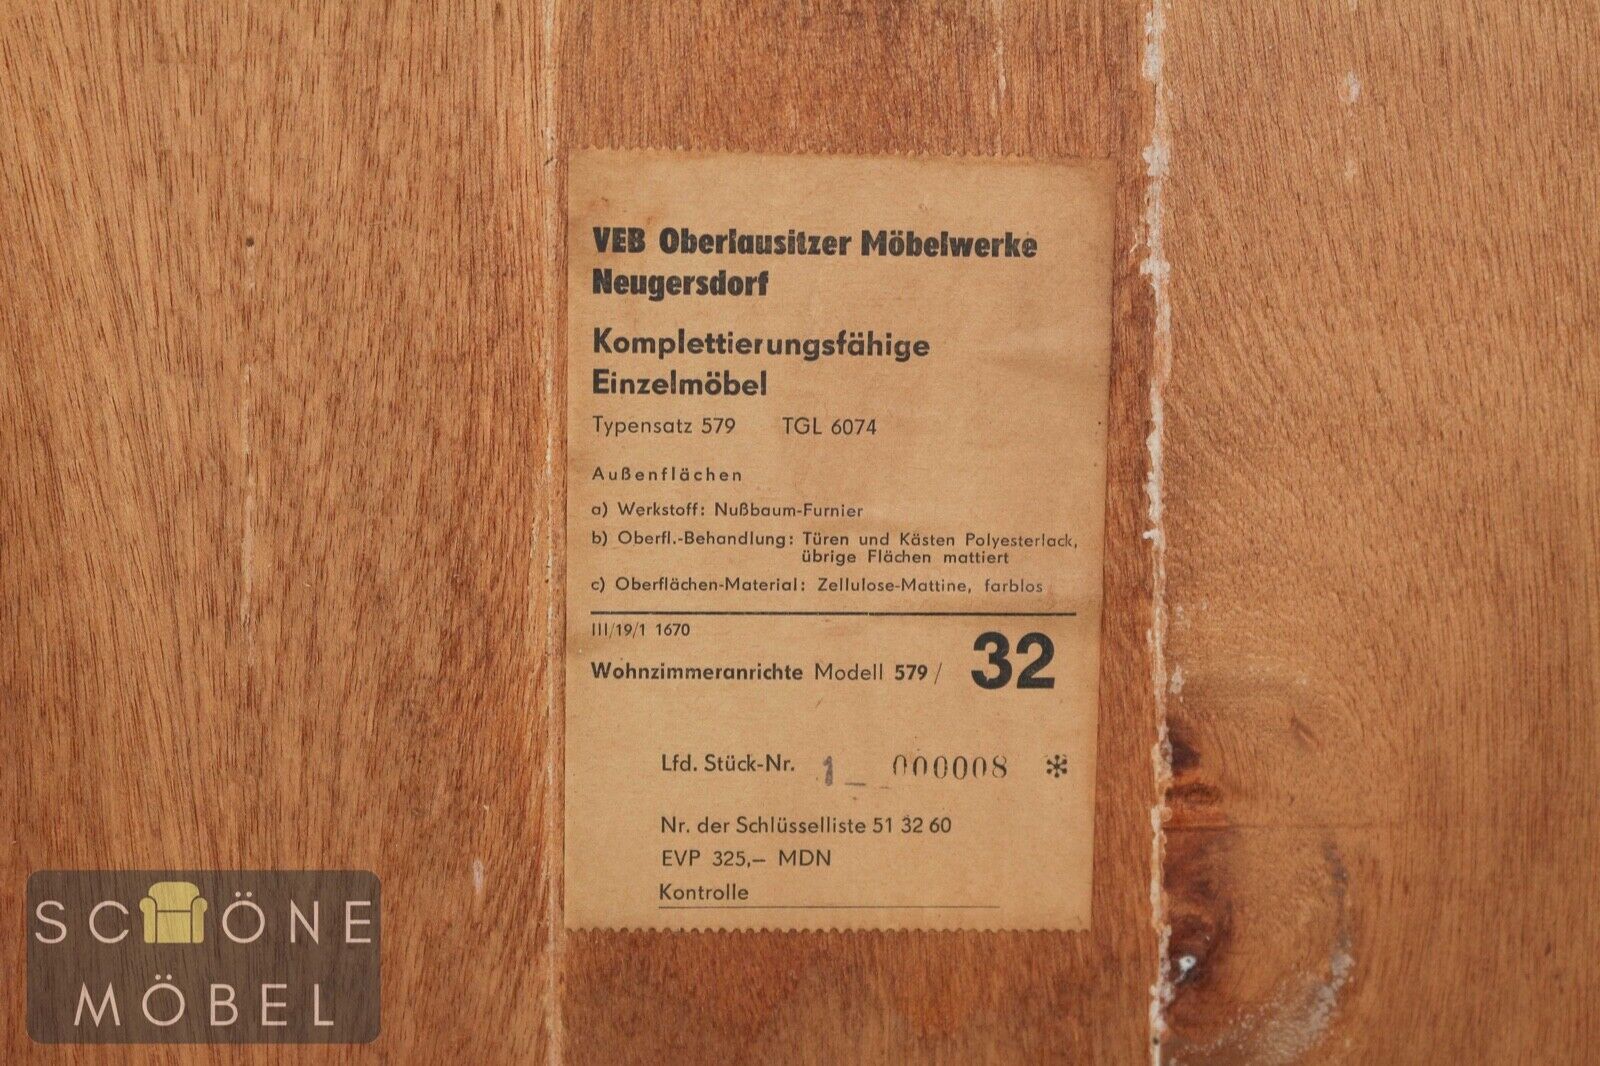 VEB Oberlausitzer Möbelwerke
Neugersdorf
Komplettierungsfähige
Einzelmöbel
Typensatz 579 TGL 6074
Außenflächen
a) Werkstoff: Nußbaum-Furnier
b) Oberfl.-Behandlung: Türen und Kästen Polyesterlack,
übrige Flächen mattiert
c) Oberflächen-Material: Zellulose-Mattine, farblos
III/19/1 1670
Wohnzimmeranrichte Modell 579/ 32
Lfd. Stück-Nr. 1_ 000008 *
Nr. der Schlüsselliste 51 32 60
EVP 325,– MDN
Kontrolle
SCHÖNE
MÖBEL